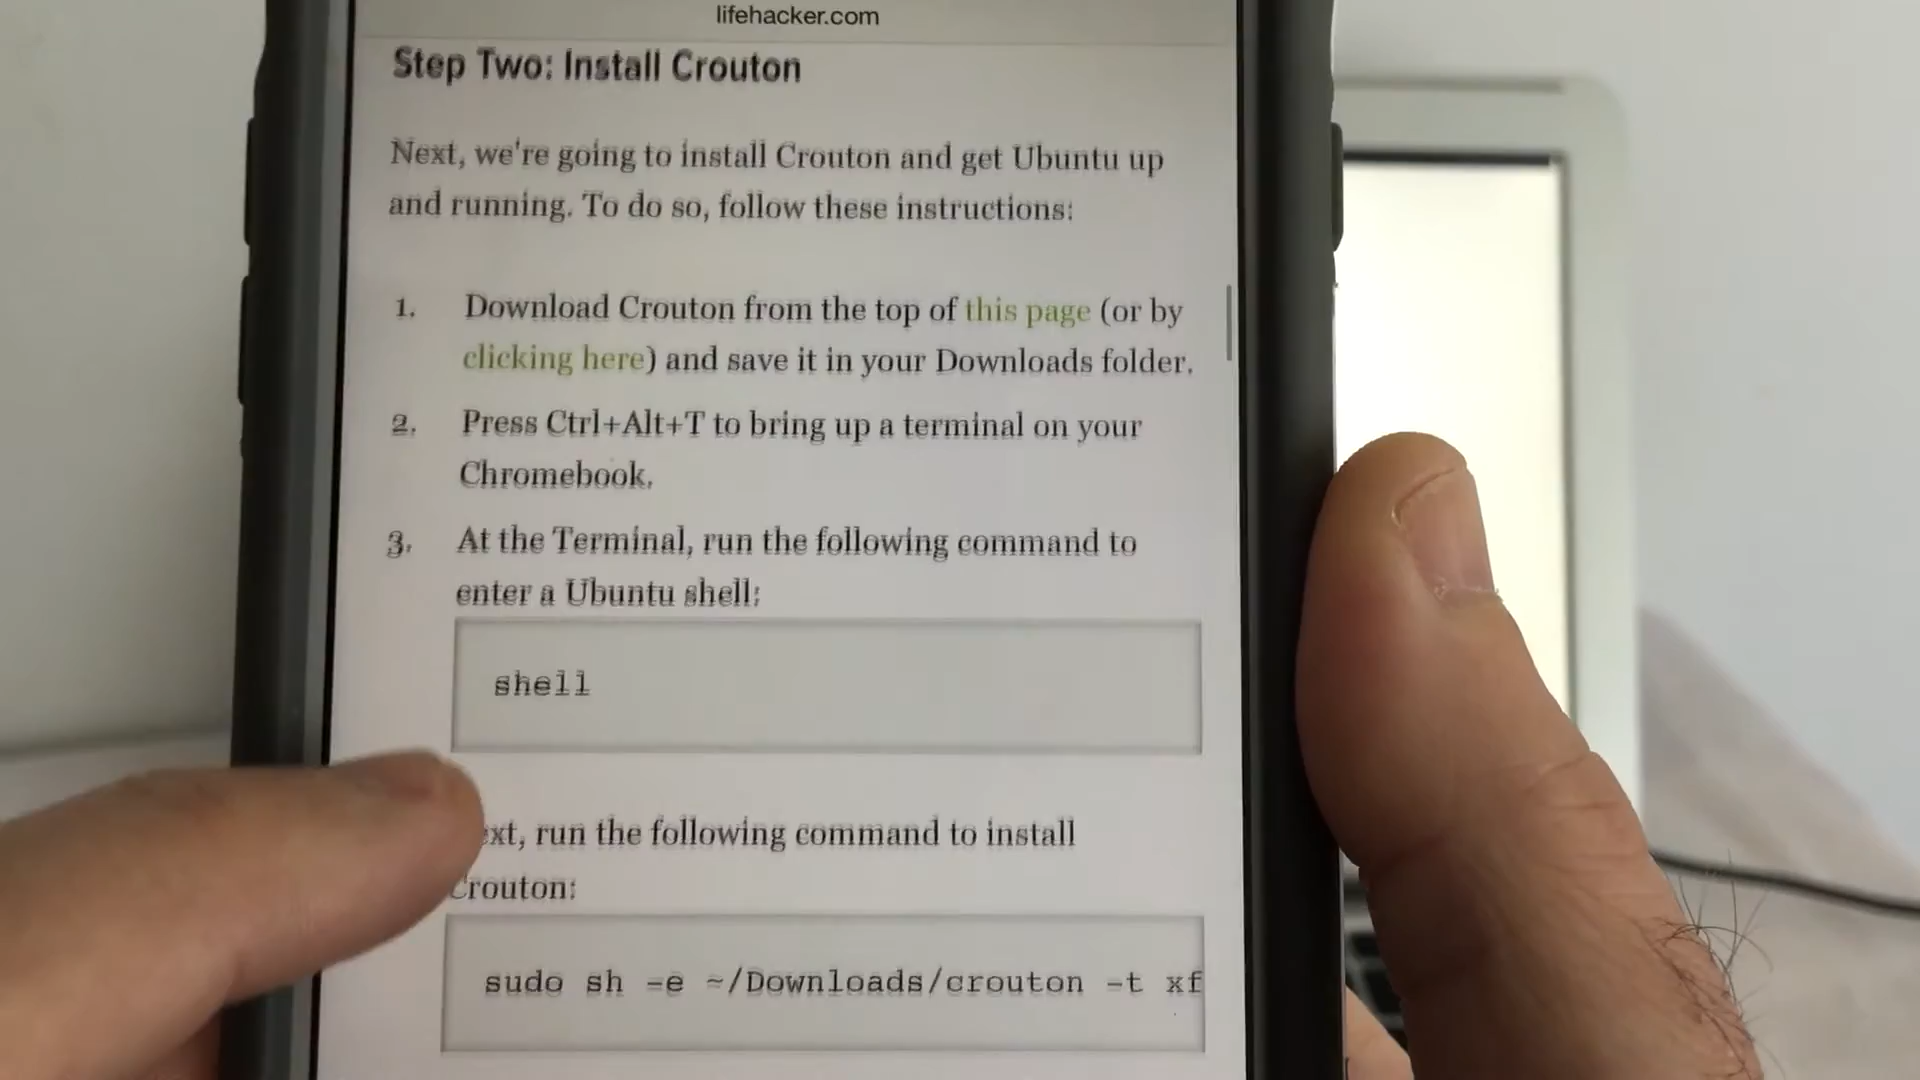 lifehacker.com
Step Two: Install Crouton
Next, we're going to install Crouton and get Ubuntu up
and running. To do so, follow these instructions:
1. Download Crouton from the top of this page (or by
clicking here) and save it in your Downloads folder.
2. Press Ctrl+Alt+T to bring up a terminal on your
Chromebook.
3. At the Terminal, run the following command to
enter a Ubuntu shell:
shell
ext, run the following command to install
Crouton:
sudo sh -e ~/Downloads/crouton -t xf